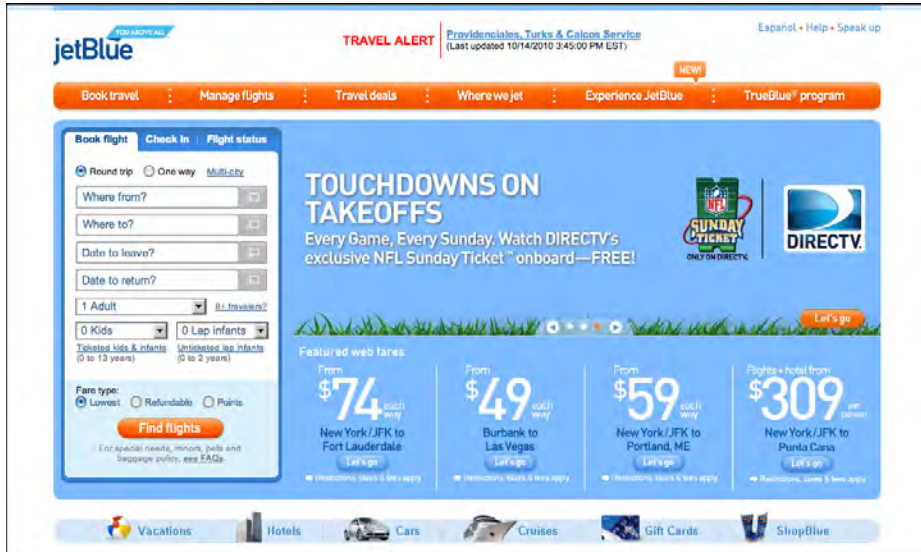 YOU ABOVE ALL
jetBlue
TRAVEL ALERT
Providenciales, Turks & Caicos Service
(Last updated 10/14/2010 3:45:00 PM EST)
Español • Help • Speak up
NEW!
Book travel
Manage flights
Travel deals
Where we jet
Experience JetBlue
TrueBlue® program
Book flight
Check In
Flight status
Round trip
One way
Multi-city
Where from?
Where to?
Date to leave?
Date to return?
1 Adult
8+ travelers?
0 Kids
0 Lap infants
Ticketed kids & infants
(0 to 13 years)
Unticketed lap infants
(0 to 2 years)
Fare type:
Lowest
Refundable
Points
Find flights
For special needs, minors, pets and
baggage policy, see FAQs.
TOUCHDOWNS ON
TAKEOFFS
Every Game, Every Sunday. Watch DIRECTV's
exclusive NFL Sunday Ticket™ onboard—FREE!
NFL
SUNDAY
TICKET
ONLY ON DIRECTV.
DIRECTV.
Let's go
Featured web fares
From
$74 each way
New York/JFK to
Fort Lauderdale
Let's go
Restrictions, taxes & fees apply
From
$49 each way
Burbank to
Las Vegas
Let's go
Restrictions, taxes & fees apply
From
$59 each way
New York/JFK to
Portland, ME
Let's go
Restrictions, taxes & fees apply
Flights + hotel from
$309 per person
New York/JFK to
Punta Cana
Let's go
Restrictions, taxes & fees apply
Vacations
Hotels
Cars
Cruises
Gift Cards
ShopBlue